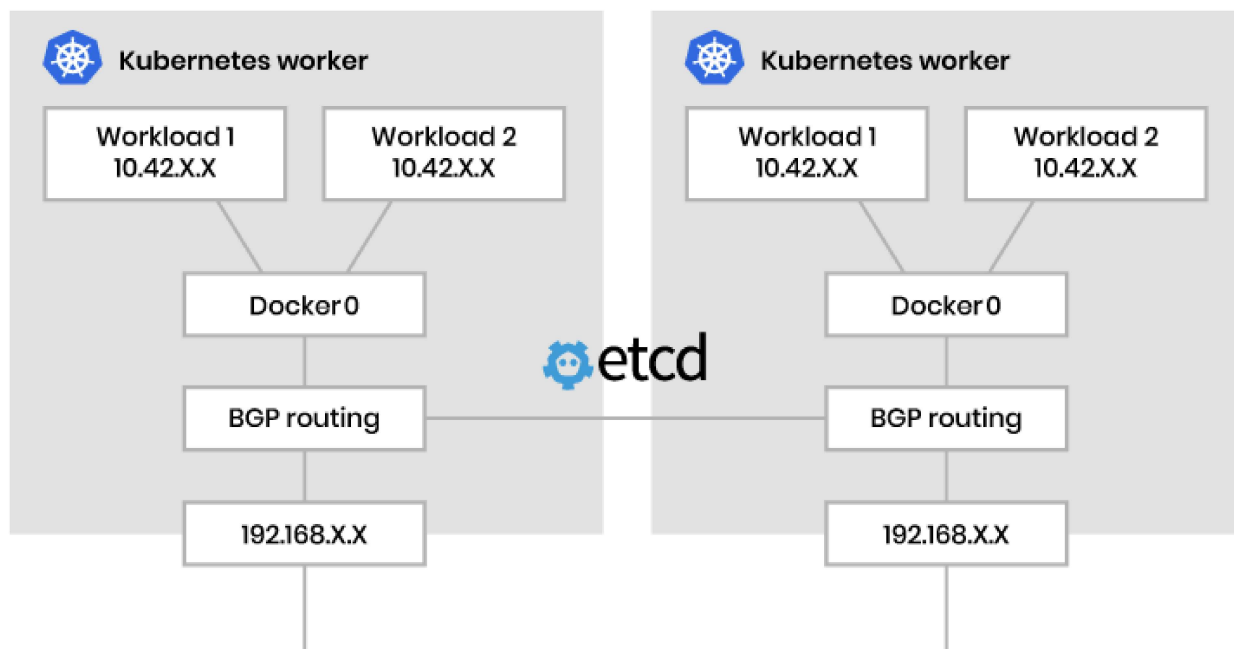 Kubernetes worker
Workload 1
10.42.X.X
Workload 2
10.42.X.X
Docker 0
BGP routing
192.168.X.X
etcd
Kubernetes worker
Workload 1
10.42.X.X
Workload 2
10.42.X.X
Docker 0
BGP routing
192.168.X.X